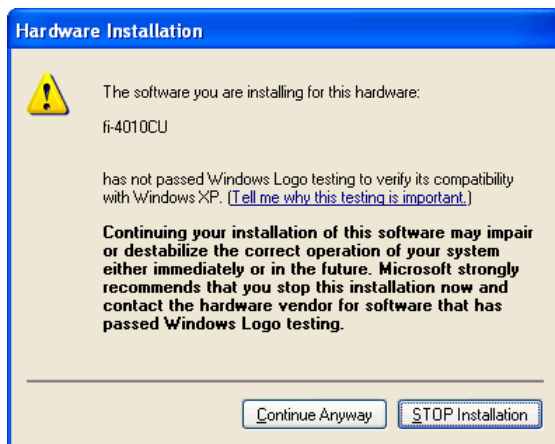 Hardware Installation
The software you are installing for this hardware:
fi-4010CU
has not passed Windows Logo testing to verify its compatibility
with Windows XP. (Tell me why this testing is important.)
Continuing your installation of this software may impair
or destabilize the correct operation of your system
either immediately or in the future. Microsoft strongly
recommends that you stop this installation now and
contact the hardware vendor for software that has
passed Windows Logo testing.
Continue Anyway
STOP Installation